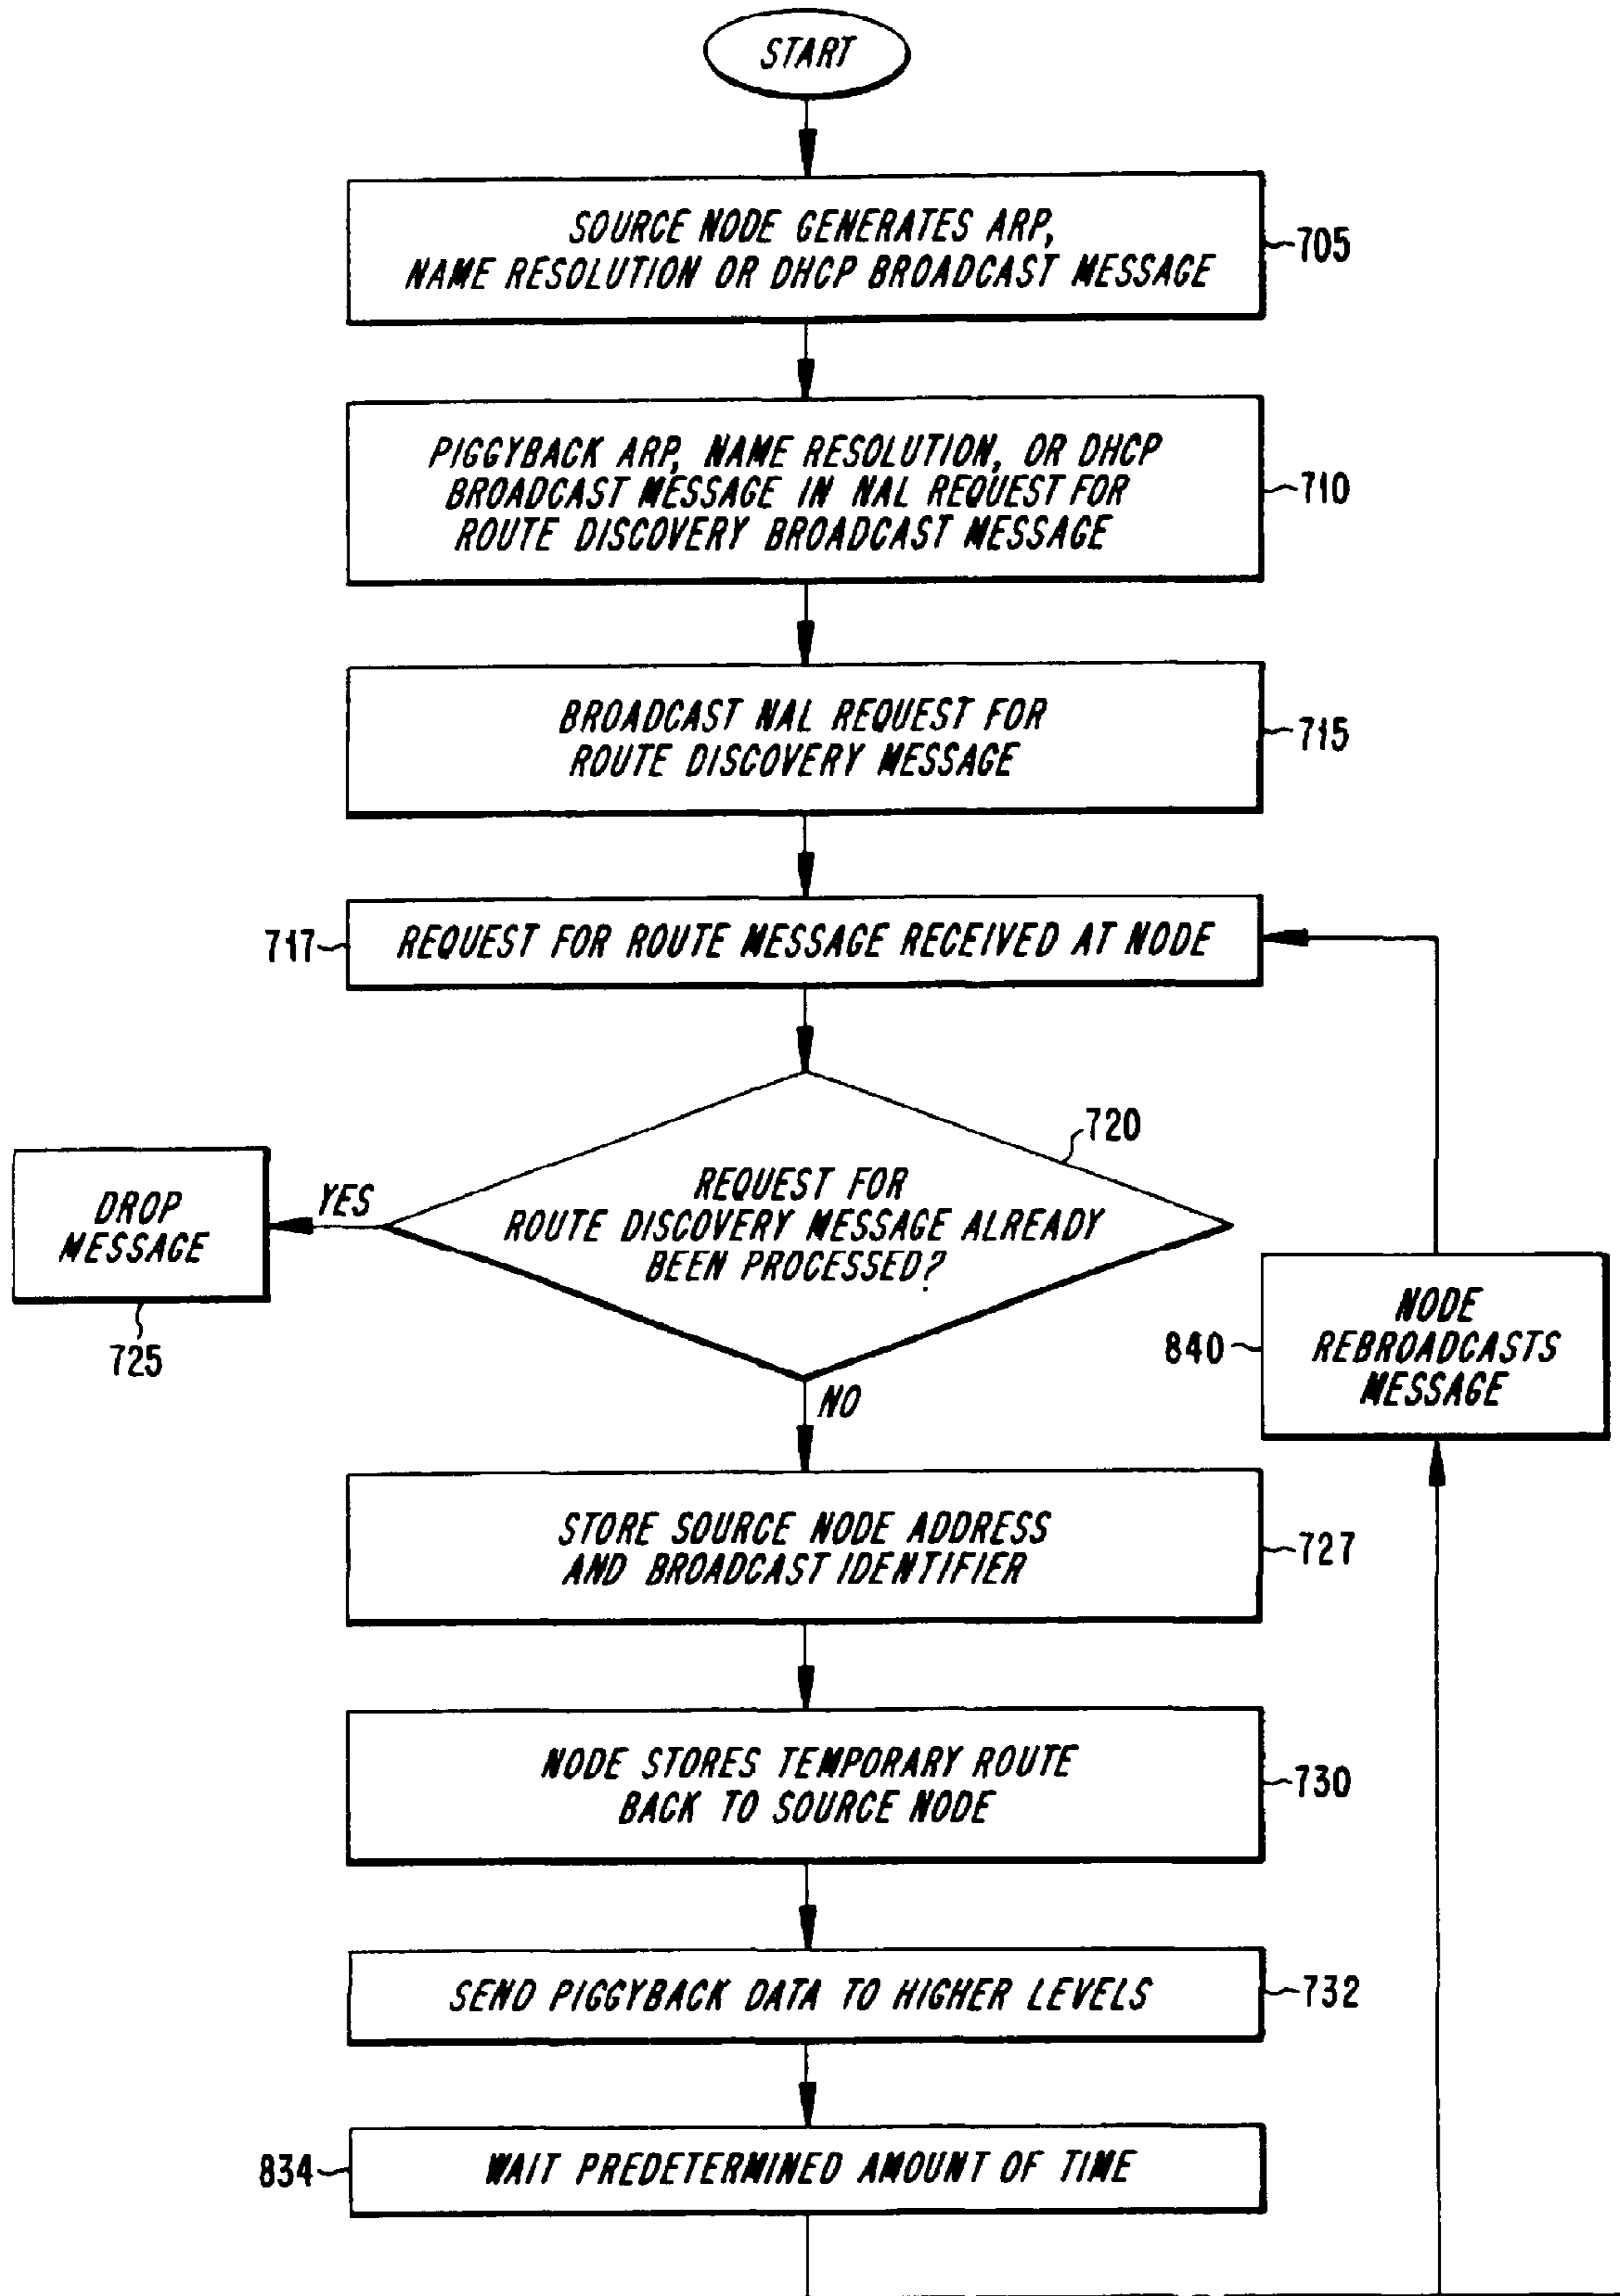 START
SOURCE NODE GENERATES ARP,
NAME RESOLUTION OR DHCP BROADCAST MESSAGE
705
PIGGYBACK ARP, NAME RESOLUTION, OR DHCP
BROADCAST MESSAGE IN NAL REQUEST FOR
ROUTE DISCOVERY BROADCAST MESSAGE
710
BROADCAST NAL REQUEST FOR
ROUTE DISCOVERY MESSAGE
715
717
REQUEST FOR ROUTE MESSAGE RECEIVED AT NODE
720
REQUEST FOR
ROUTE DISCOVERY MESSAGE ALREADY
BEEN PROCESSED?
YES
DROP
MESSAGE
725
NO
840
NODE
REBROADCASTS
MESSAGE
STORE SOURCE NODE ADDRESS
AND BROADCAST IDENTIFIER
727
NODE STORES TEMPORARY ROUTE
BACK TO SOURCE NODE
730
SEND PIGGYBACK DATA TO HIGHER LEVELS
732
834
WAIT PREDETERMINED AMOUNT OF TIME